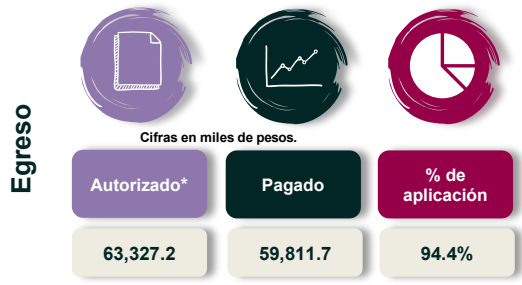 Egreso
Cifras en miles de pesos.
Autorizado*
Pagado
% de
aplicación
63,327.2
59,811.7
94.4%